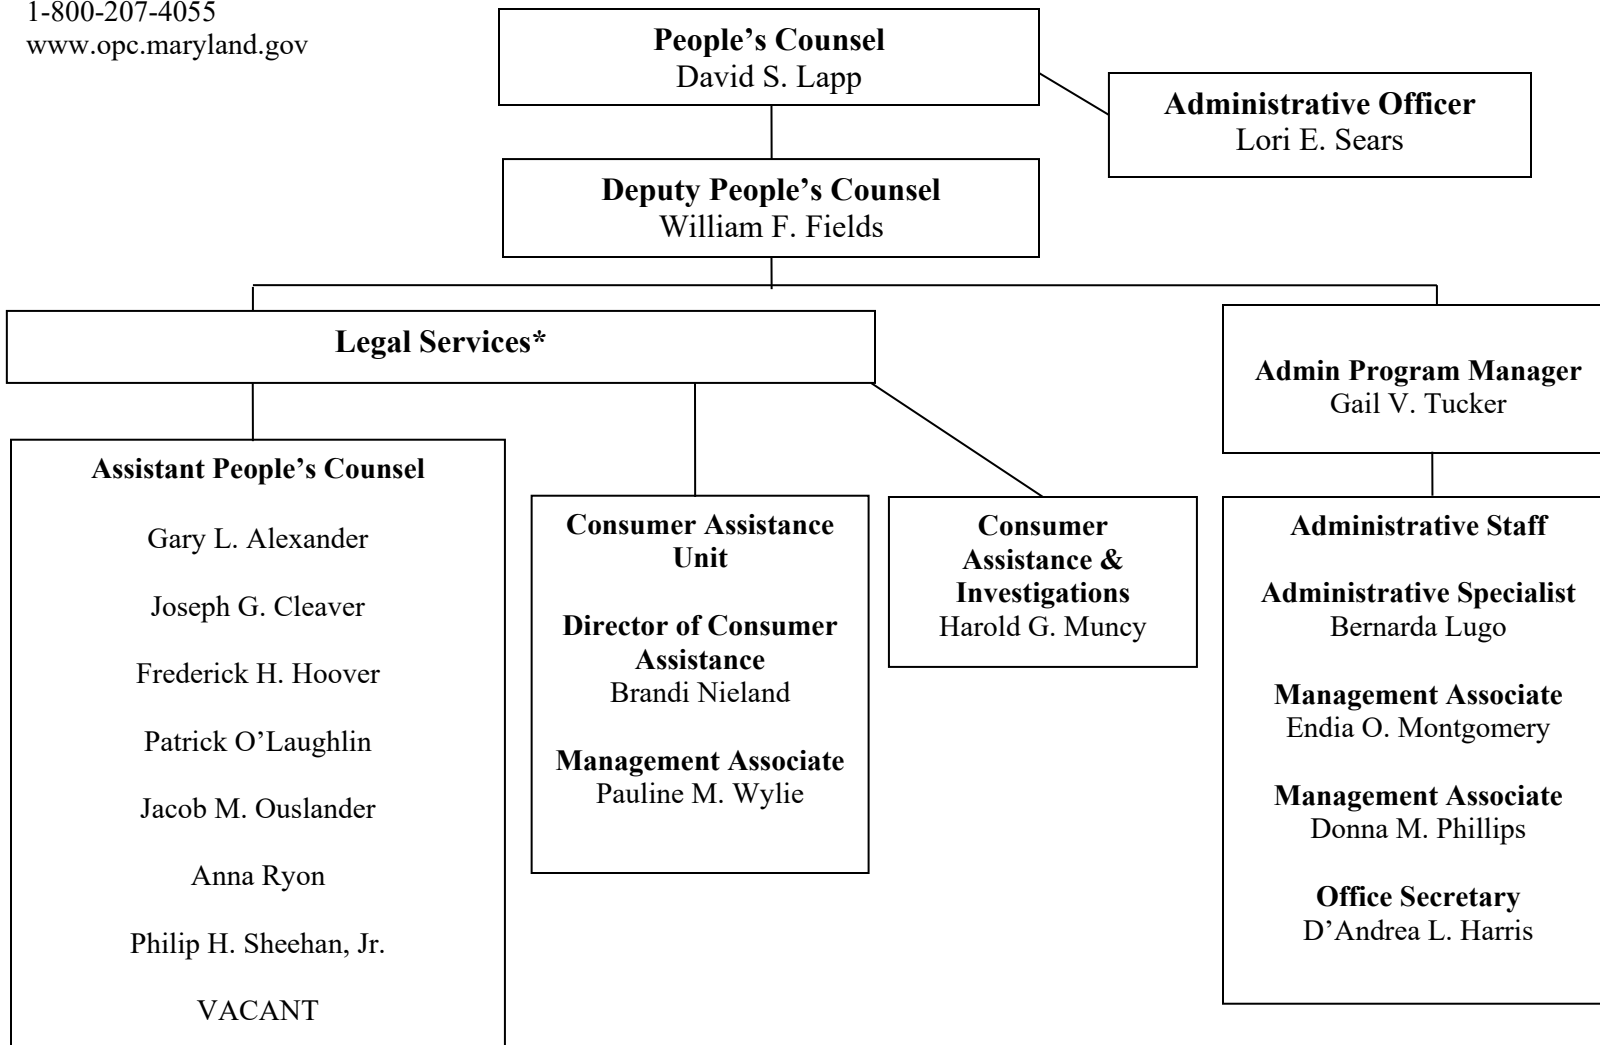 1-800-207-4055
www.opc.maryland.gov
People’s Counsel
David S. Lapp
Administrative Officer
Lori E. Sears
Deputy People’s Counsel
William F. Fields
Legal Services*
Admin Program Manager
Gail V. Tucker
Assistant People’s Counsel
Gary L. Alexander
Joseph G. Cleaver
Frederick H. Hoover
Patrick O’Laughlin
Jacob M. Ouslander
Anna Ryon
Philip H. Sheehan, Jr.
VACANT
Consumer Assistance
Unit
Director of Consumer
Assistance
Brandi Nieland
Management Associate
Pauline M. Wylie
Consumer
Assistance &
Investigations
Harold G. Muncy
Administrative Staff
Administrative Specialist
Bernarda Lugo
Management Associate
Endia O. Montgomery
Management Associate
Donna M. Phillips
Office Secretary
D’Andrea L. Harris